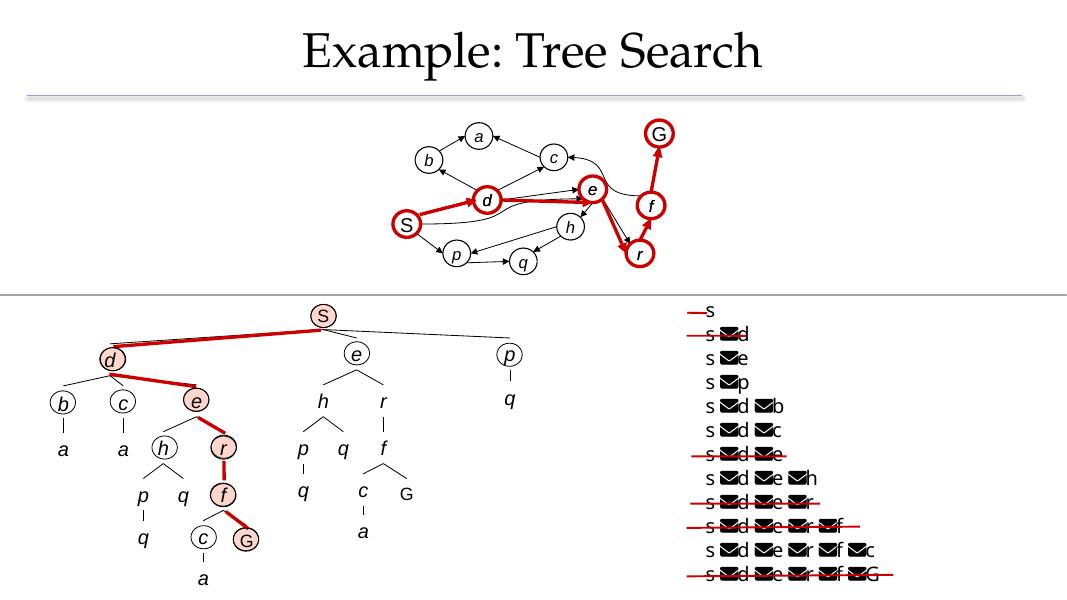 Example: Tree Search
G
a
b
c
e
d
f
S
h
p
q
r
S
d
e
p
b
c
e
h
r
q
a
a
h
r
p
q
f
p
q
f
q
c
G
q
c
G
a
a
s
s ✉d
s ✉e
s ✉p
s ✉d ✉b
s ✉d ✉c
s ✉d ✉e
s ✉d ✉e ✉h
s ✉d ✉e ✉r
s ✉d ✉e ✉r ✉f
s ✉d ✉e ✉r ✉f ✉c
s ✉d ✉e ✉r ✉f ✉G